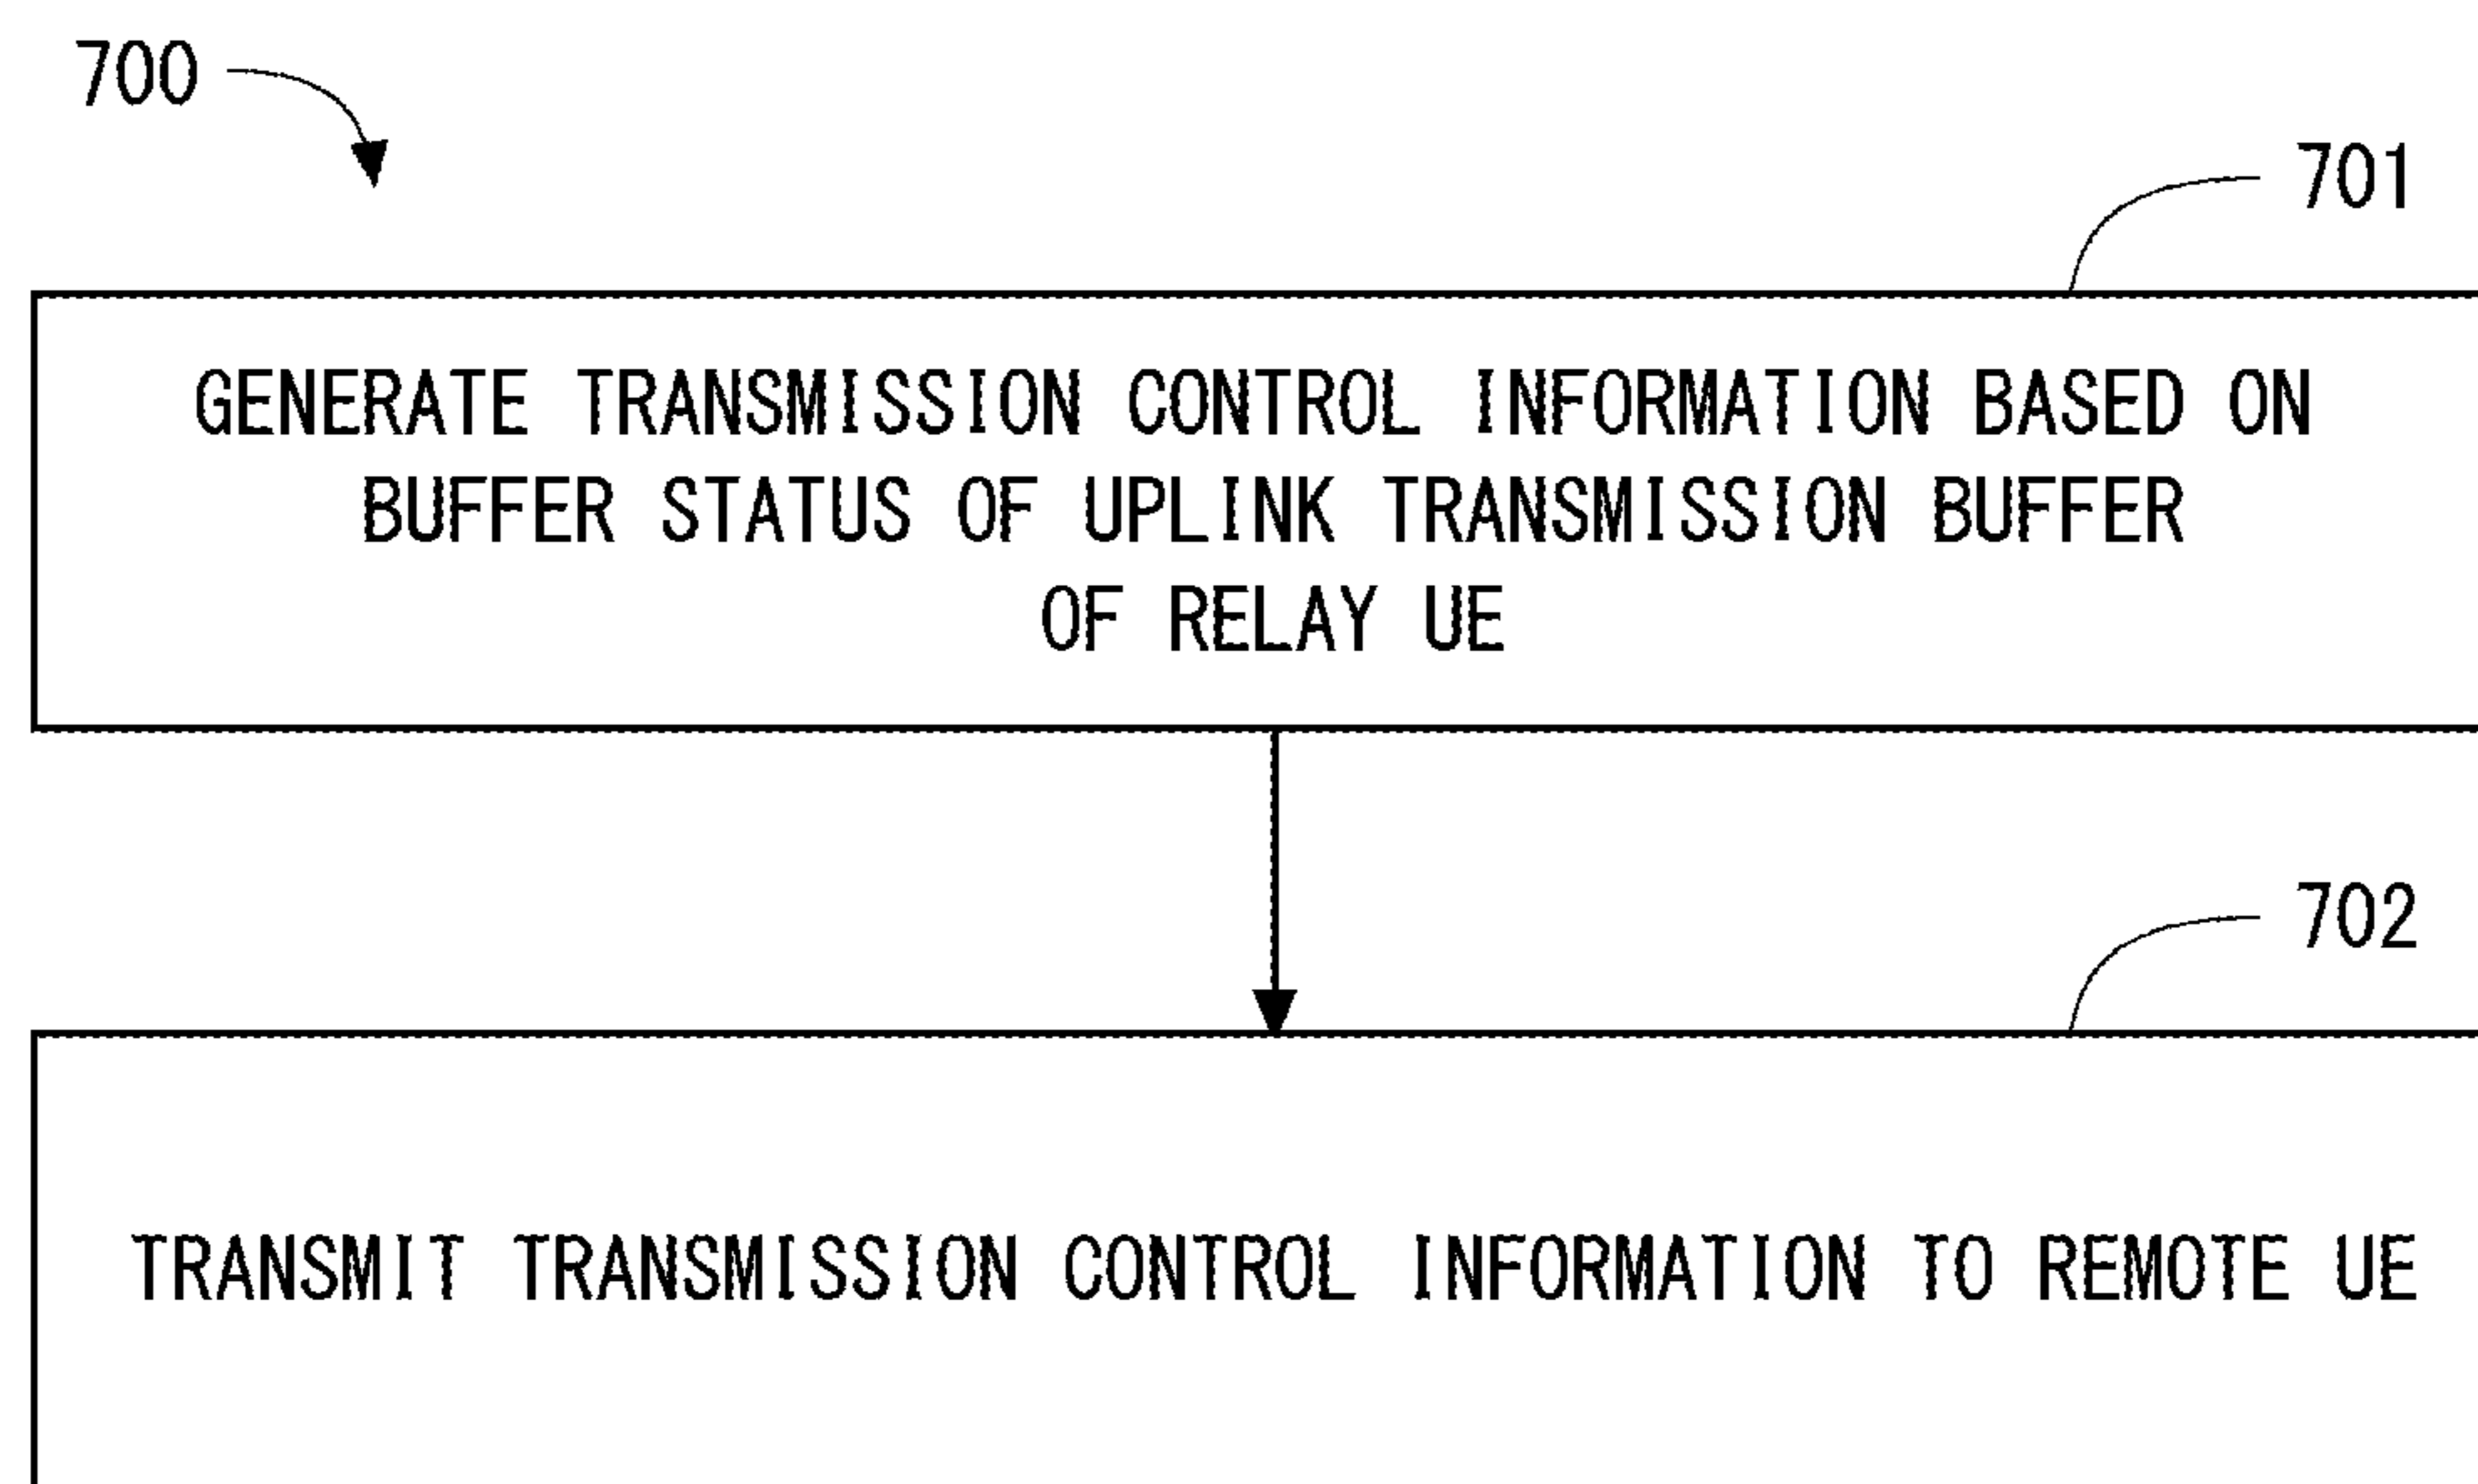 700
701
GENERATE TRANSMISSION CONTROL INFORMATION BASED ON
BUFFER STATUS OF UPLINK TRANSMISSION BUFFER
OF RELAY UE
702
TRANSMIT TRANSMISSION CONTROL INFORMATION TO REMOTE UE